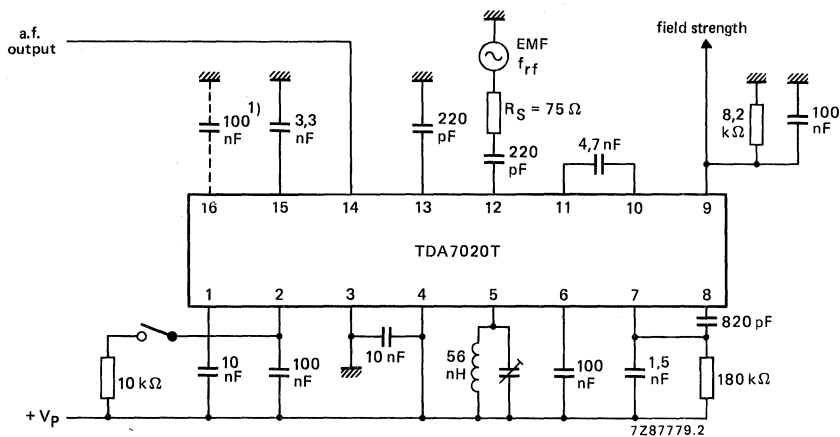 a.f.
output
EMF
f rf
field strength
100 1)
nF
3,3
nF
220
pF
R S = 75 Ω
220
pF
4,7 nF
8,2
kΩ
100
nF
16 15 14 13 12 11 10 9
TDA7020T
1 2 3 4 5 6 7 8
820 pF
10 kΩ
10
nF
100
nF
10 nF
56
nH
100
nF
1,5
nF
180 kΩ
+ V P
7Z87779.2